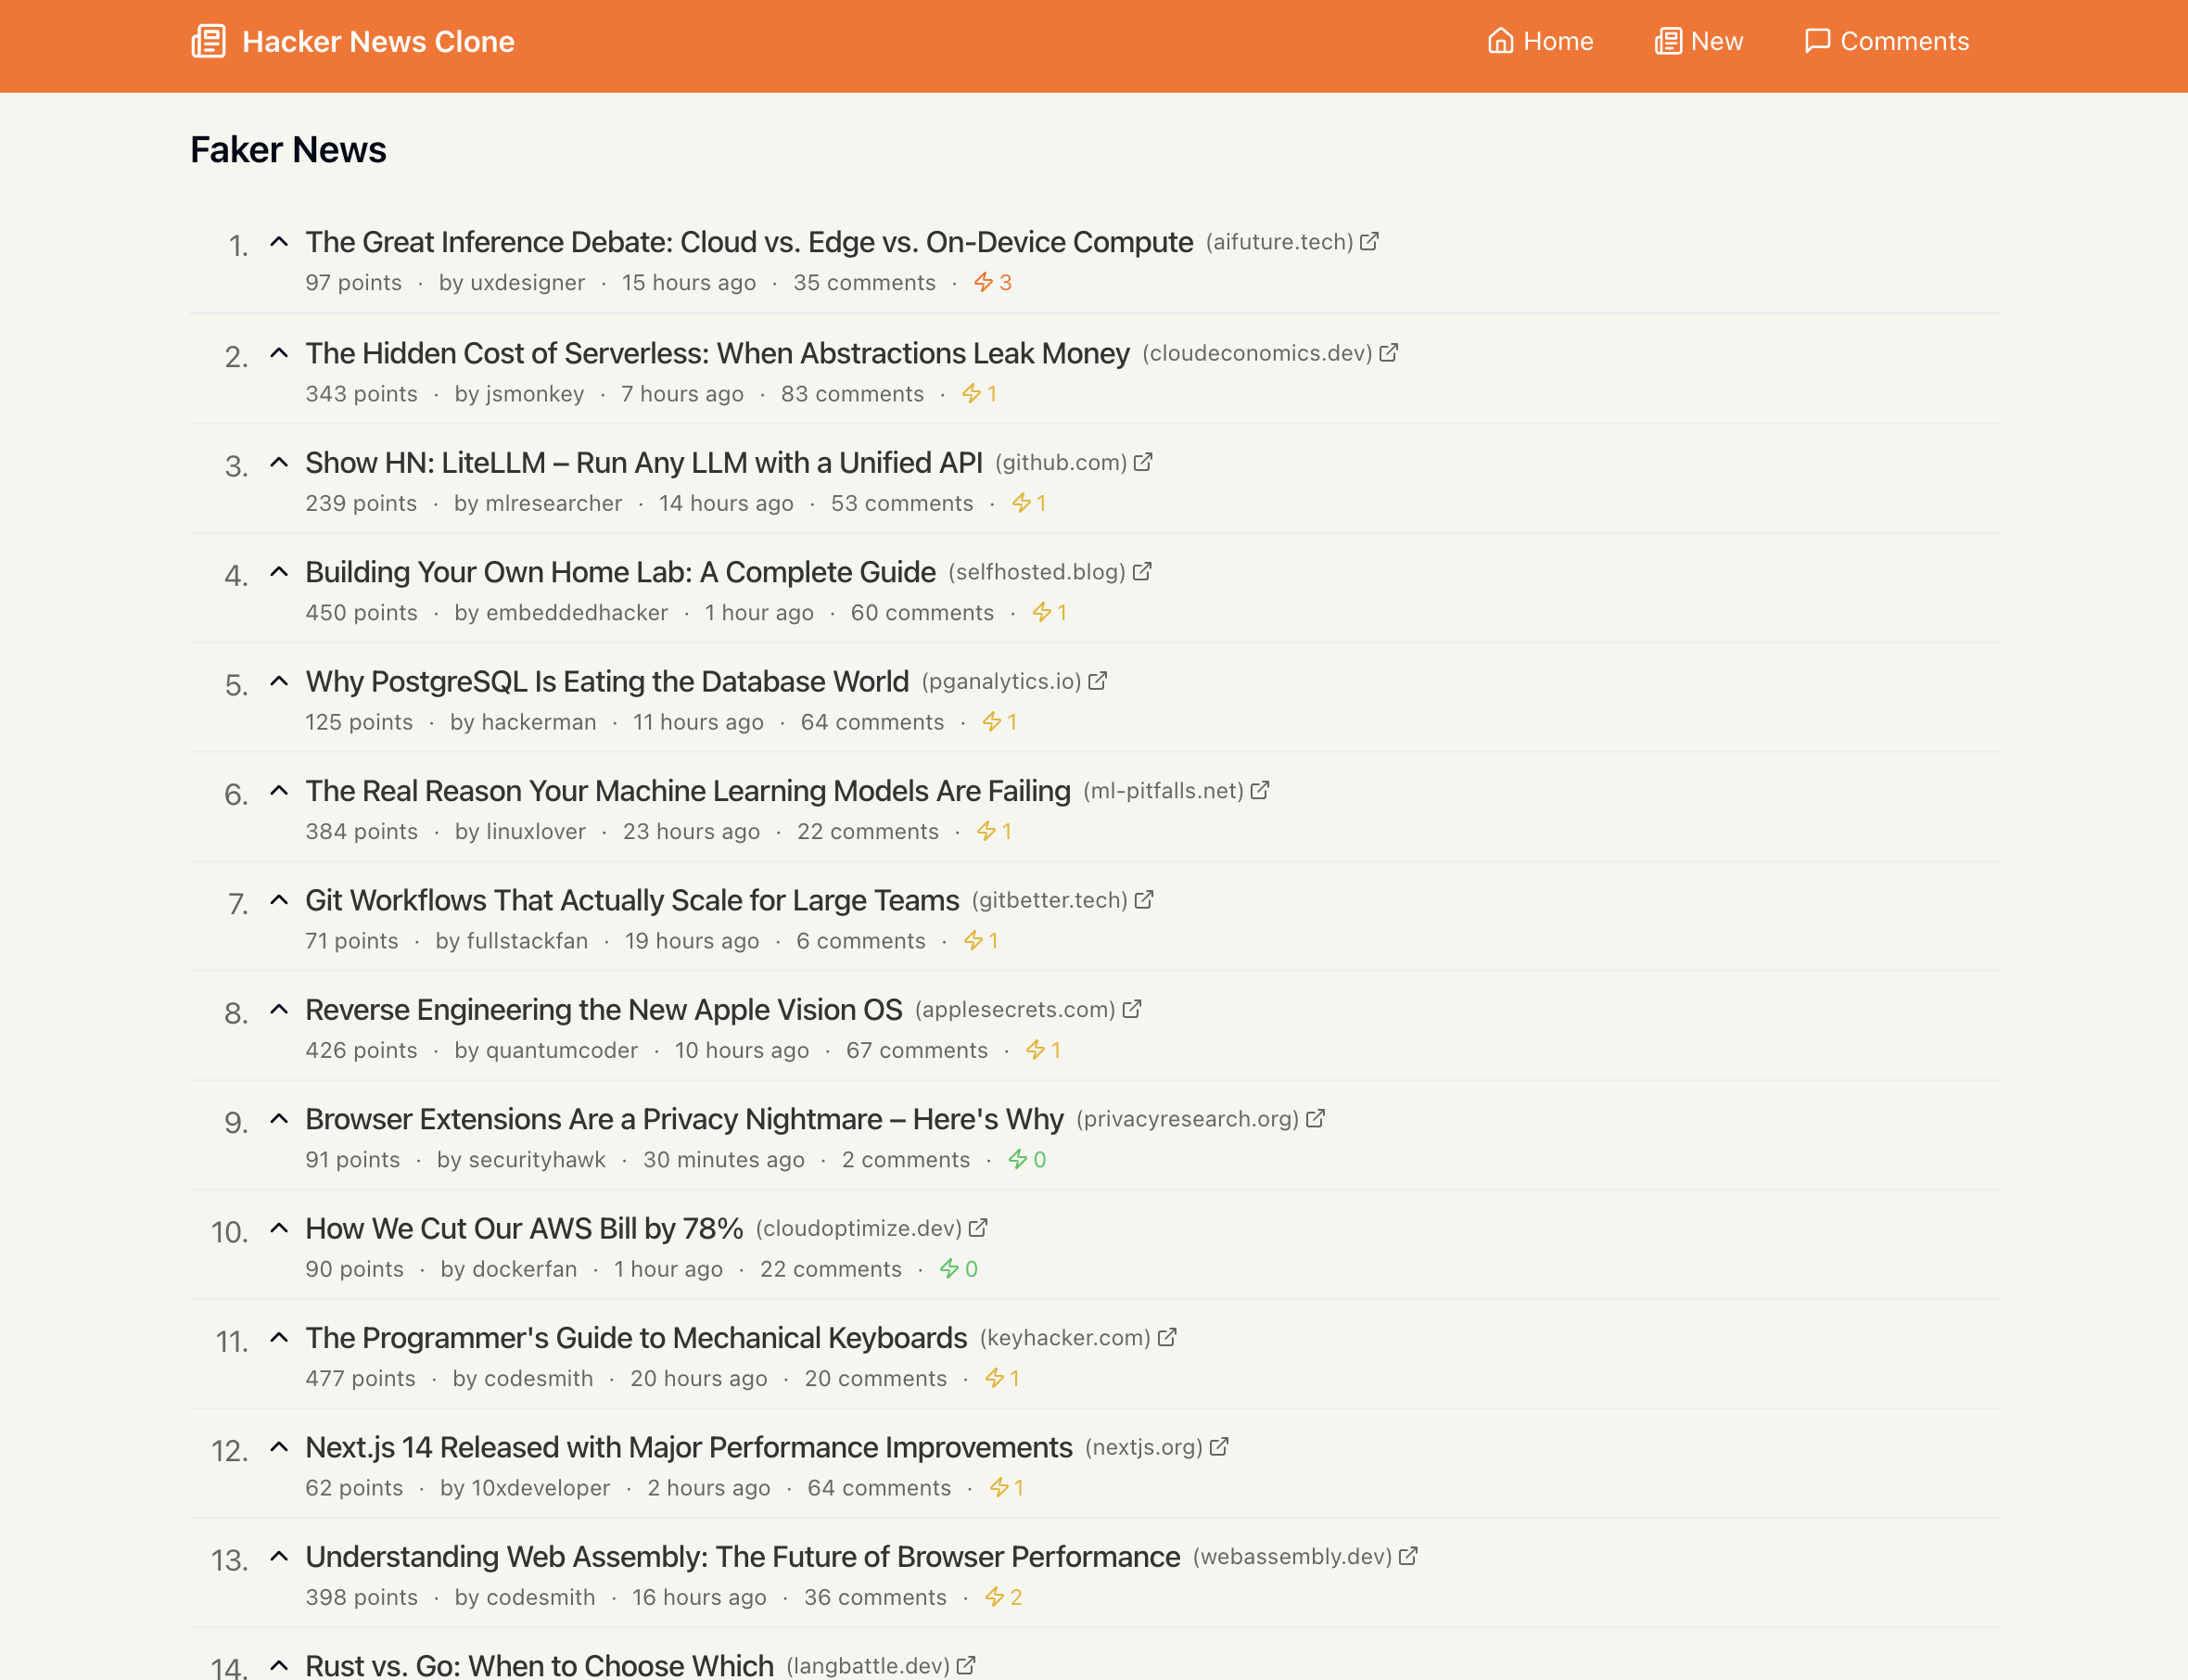 Hacker News Clone
Home
New
Comments
Faker News
1. The Great Inference Debate: Cloud vs. Edge vs. On-Device Compute (aifuture.tech)
97 points · by uxdesigner · 15 hours ago · 35 comments · 3
2. The Hidden Cost of Serverless: When Abstractions Leak Money (cloudeconomics.dev)
343 points · by jsmonkey · 7 hours ago · 83 comments · 1
3. Show HN: LiteLLM – Run Any LLM with a Unified API (github.com)
239 points · by mlresearcher · 14 hours ago · 53 comments · 1
4. Building Your Own Home Lab: A Complete Guide (selfhosted.blog)
450 points · by embeddedhacker · 1 hour ago · 60 comments · 1
5. Why PostgreSQL Is Eating the Database World (pganalytics.io)
125 points · by hackerman · 11 hours ago · 64 comments · 1
6. The Real Reason Your Machine Learning Models Are Failing (ml-pitfalls.net)
384 points · by linuxlover · 23 hours ago · 22 comments · 1
7. Git Workflows That Actually Scale for Large Teams (gitbetter.tech)
71 points · by fullstackfan · 19 hours ago · 6 comments · 1
8. Reverse Engineering the New Apple Vision OS (applesecrets.com)
426 points · by quantumcoder · 10 hours ago · 67 comments · 1
9. Browser Extensions Are a Privacy Nightmare – Here's Why (privacyresearch.org)
91 points · by securityhawk · 30 minutes ago · 2 comments · 0
10. How We Cut Our AWS Bill by 78% (cloudoptimize.dev)
90 points · by dockerfan · 1 hour ago · 22 comments · 0
11. The Programmer's Guide to Mechanical Keyboards (keyhacker.com)
477 points · by codesmith · 20 hours ago · 20 comments · 1
12. Next.js 14 Released with Major Performance Improvements (nextjs.org)
62 points · by 10xdeveloper · 2 hours ago · 64 comments · 1
13. Understanding Web Assembly: The Future of Browser Performance (webassembly.dev)
398 points · by codesmith · 16 hours ago · 36 comments · 2
14. Rust vs. Go: When to Choose Which (langbattle.dev)